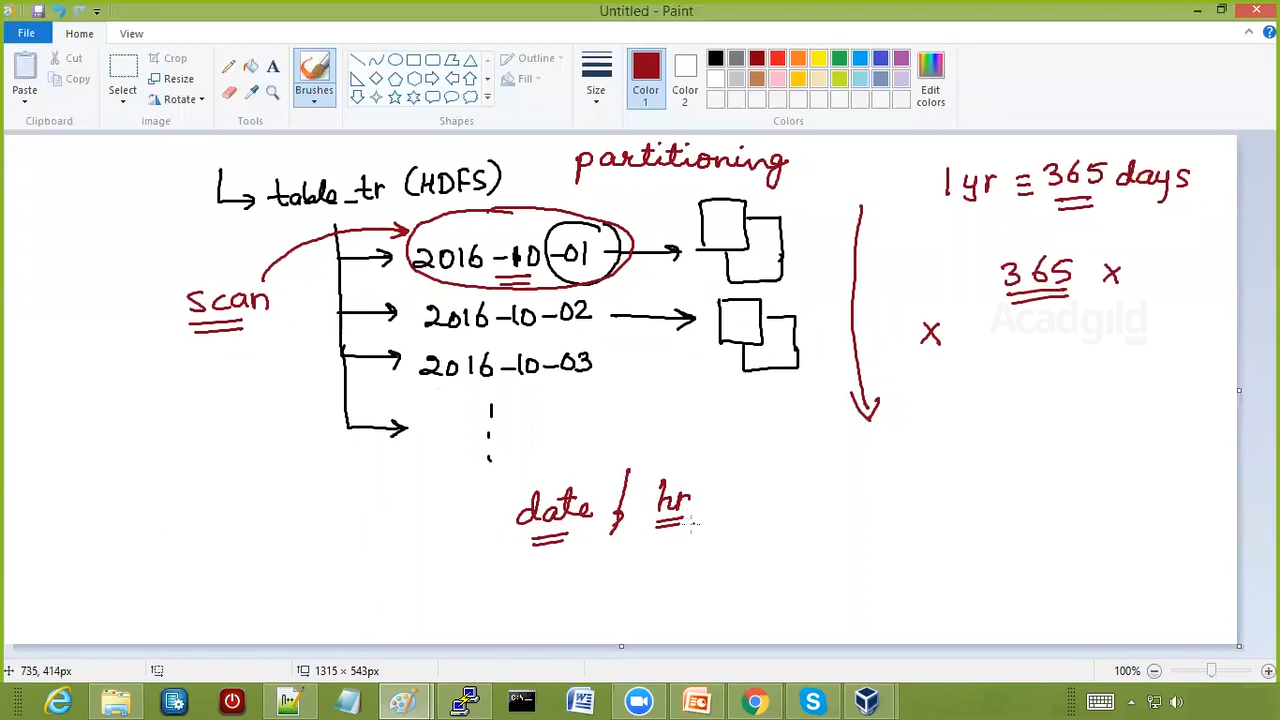 Untitled - Paint
File
Home
View
Paste
Cut
Copy
Clipboard
Select
Crop
Resize
Rotate
Image
Tools
Brushes
Shapes
Outline
Fill
Size
Color 1
Color 2
Edit colors
Colors
partitioning
table_tr (HDFS)
1 yr ≡ 365 days
scan
2016-10-01
365 x
2016-10-02
x
Acadgild
2016-10-03
date / hr
735, 414px
1315 × 543px
100%